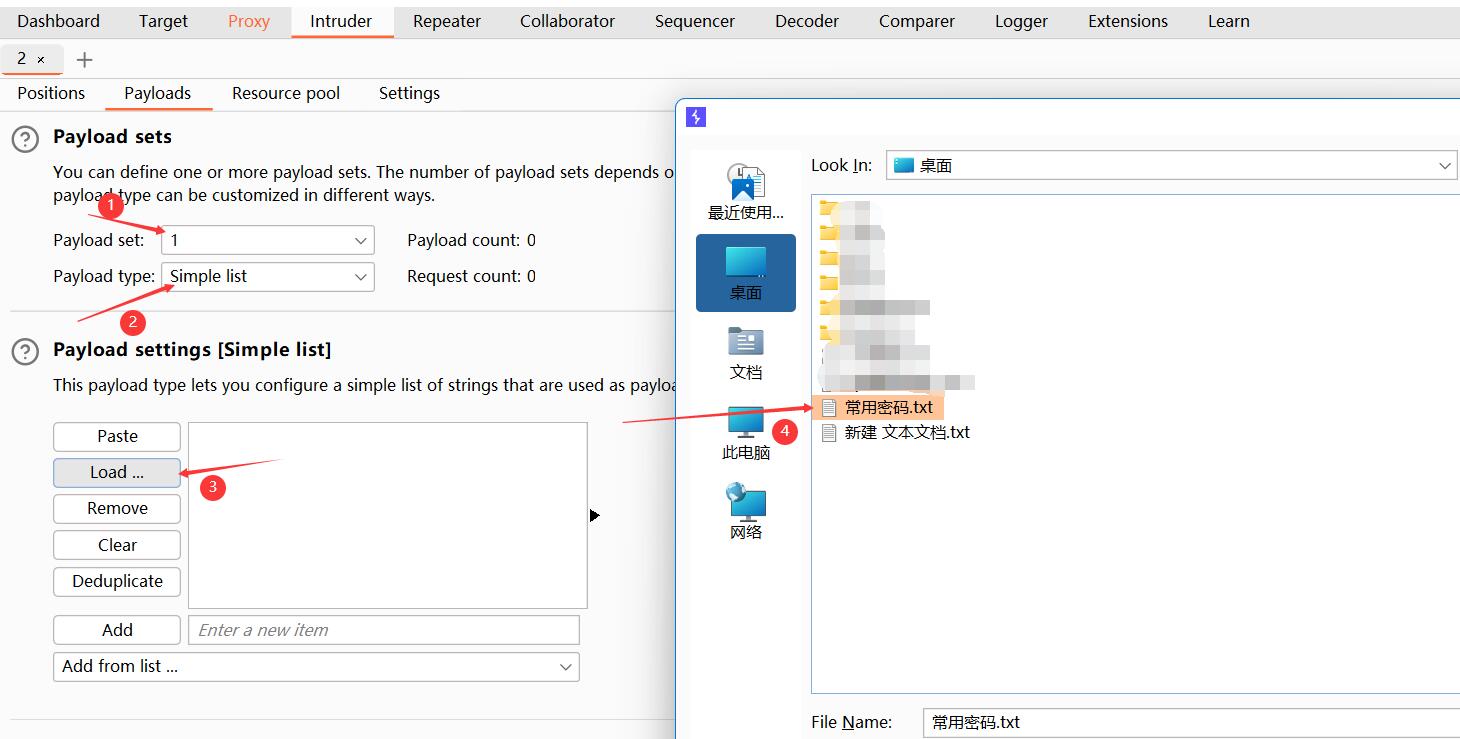 Dashboard Target Proxy Intruder Repeater Collaborator Sequencer Decoder Comparer Logger Extensions Learn
2 × +
Positions Payloads Resource pool Settings
? Payload sets
You can define one or more payload sets. The number of payload sets depends o
payload type can be customized in different ways.
1
Payload set: 1 Payload count: 0
Payload type: Simple list Request count: 0
2
? Payload settings [Simple list]
This payload type lets you configure a simple list of strings that are used as payloa
Paste
Load ...
3
Remove
Clear
Deduplicate
Add Enter a new item
Add from list ...
Look In: 桌面
最近使用...
桌面
文档
此电脑
网络
4
常用密码.txt
新建 文本文档.txt
File Name: 常用密码.txt